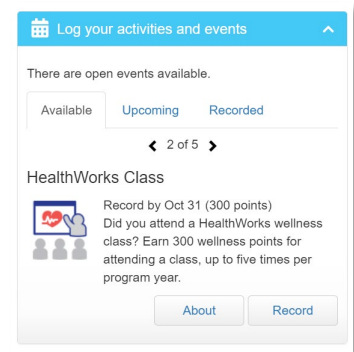 Log your activities and events
There are open events available.
Available Upcoming Recorded
2 of 5
HealthWorks Class
Record by Oct 31 (300 points)
Did you attend a HealthWorks wellness
class? Earn 300 wellness points for
attending a class, up to five times per
program year.
About Record